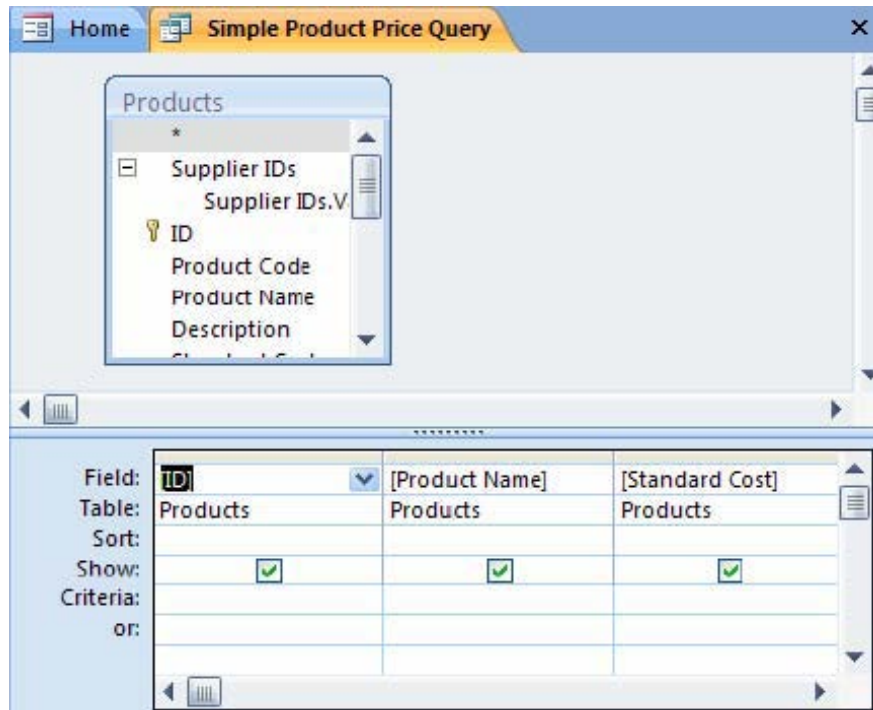 Home Simple Product Price Query
Products
*
Supplier IDs
Supplier IDs.V
ID
Product Code
Product Name
Description
Field: [ID] [Product Name] [Standard Cost]
Table: Products Products Products
Sort:
Show:
Criteria:
or: